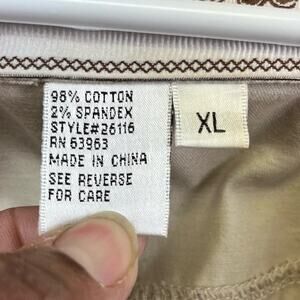 98% COTTON
2% SPANDEX
STYLE#26116
RN 63963
MADE IN CHINA
SEE REVERSE
FOR CARE
XL